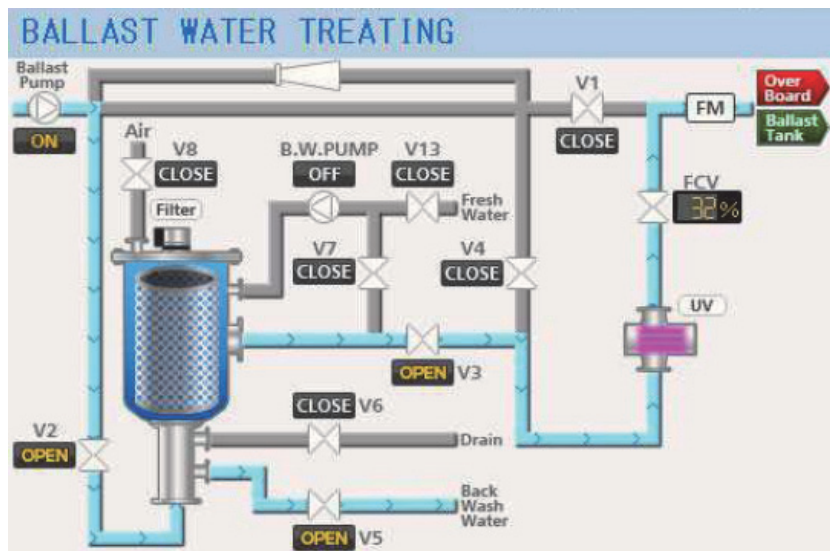 BALLAST WATER TREATING
Ballast
Pump
ON
Air
V8
CLOSE
Filter
B.W.PUMP
OFF
V13
CLOSE
Fresh
Water
V1
CLOSE
FM
Over
Board
Ballast
Tank
FCV
32%
V7
CLOSE
V4
CLOSE
UV
OPEN V3
CLOSE V6
V2
OPEN
Drain
Back
Wash
Water
OPEN V5